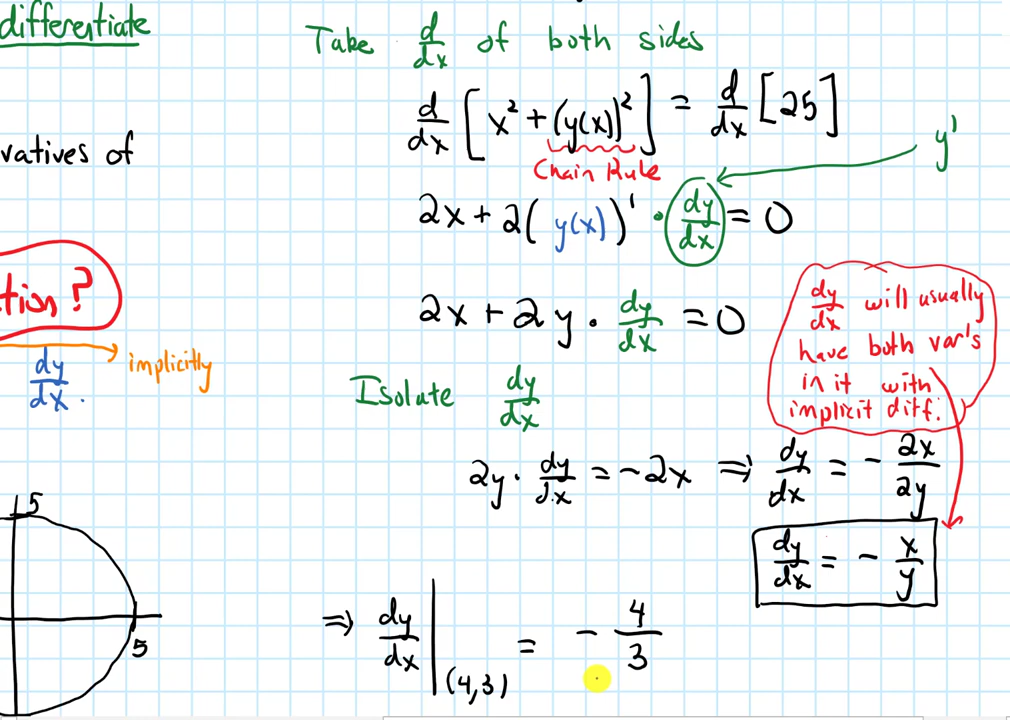 differentiate
vatives of
tion?
implicitly
dy/dx.
5
5
Take d/dx of both sides
d/dx [x² + (y(x))²] = d/dx [25]
Chain Rule
y'
2x + 2(y(x))¹ · dy/dx = 0
2x + 2y · dy/dx = 0
dy/dx will usually
have both var's
in it with
implicit diff.
Isolate dy/dx
2y · dy/dx = -2x ⟹ dy/dx = - 2x/2y
dy/dx = - x/y
⟹ dy/dx |(4,3) = - 4/3